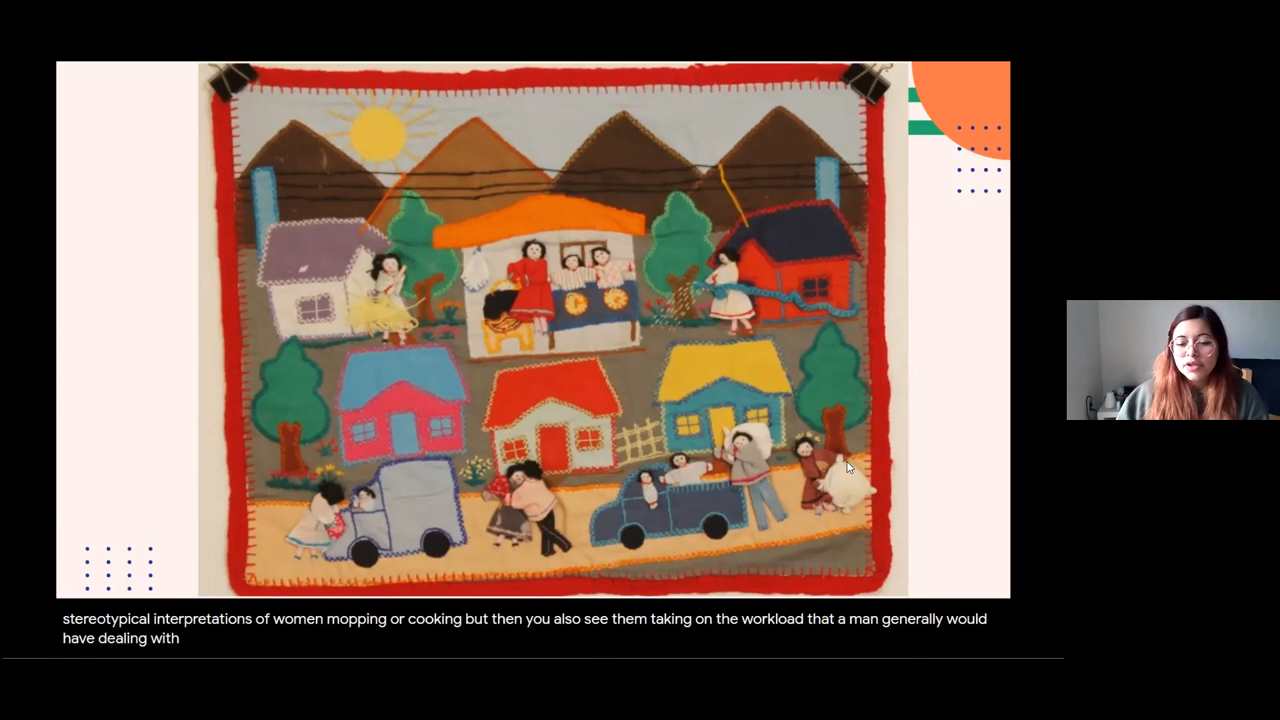 stereotypical interpretations of women mopping or cooking but then you also see them taking on the workload that a man generally would
have dealing with